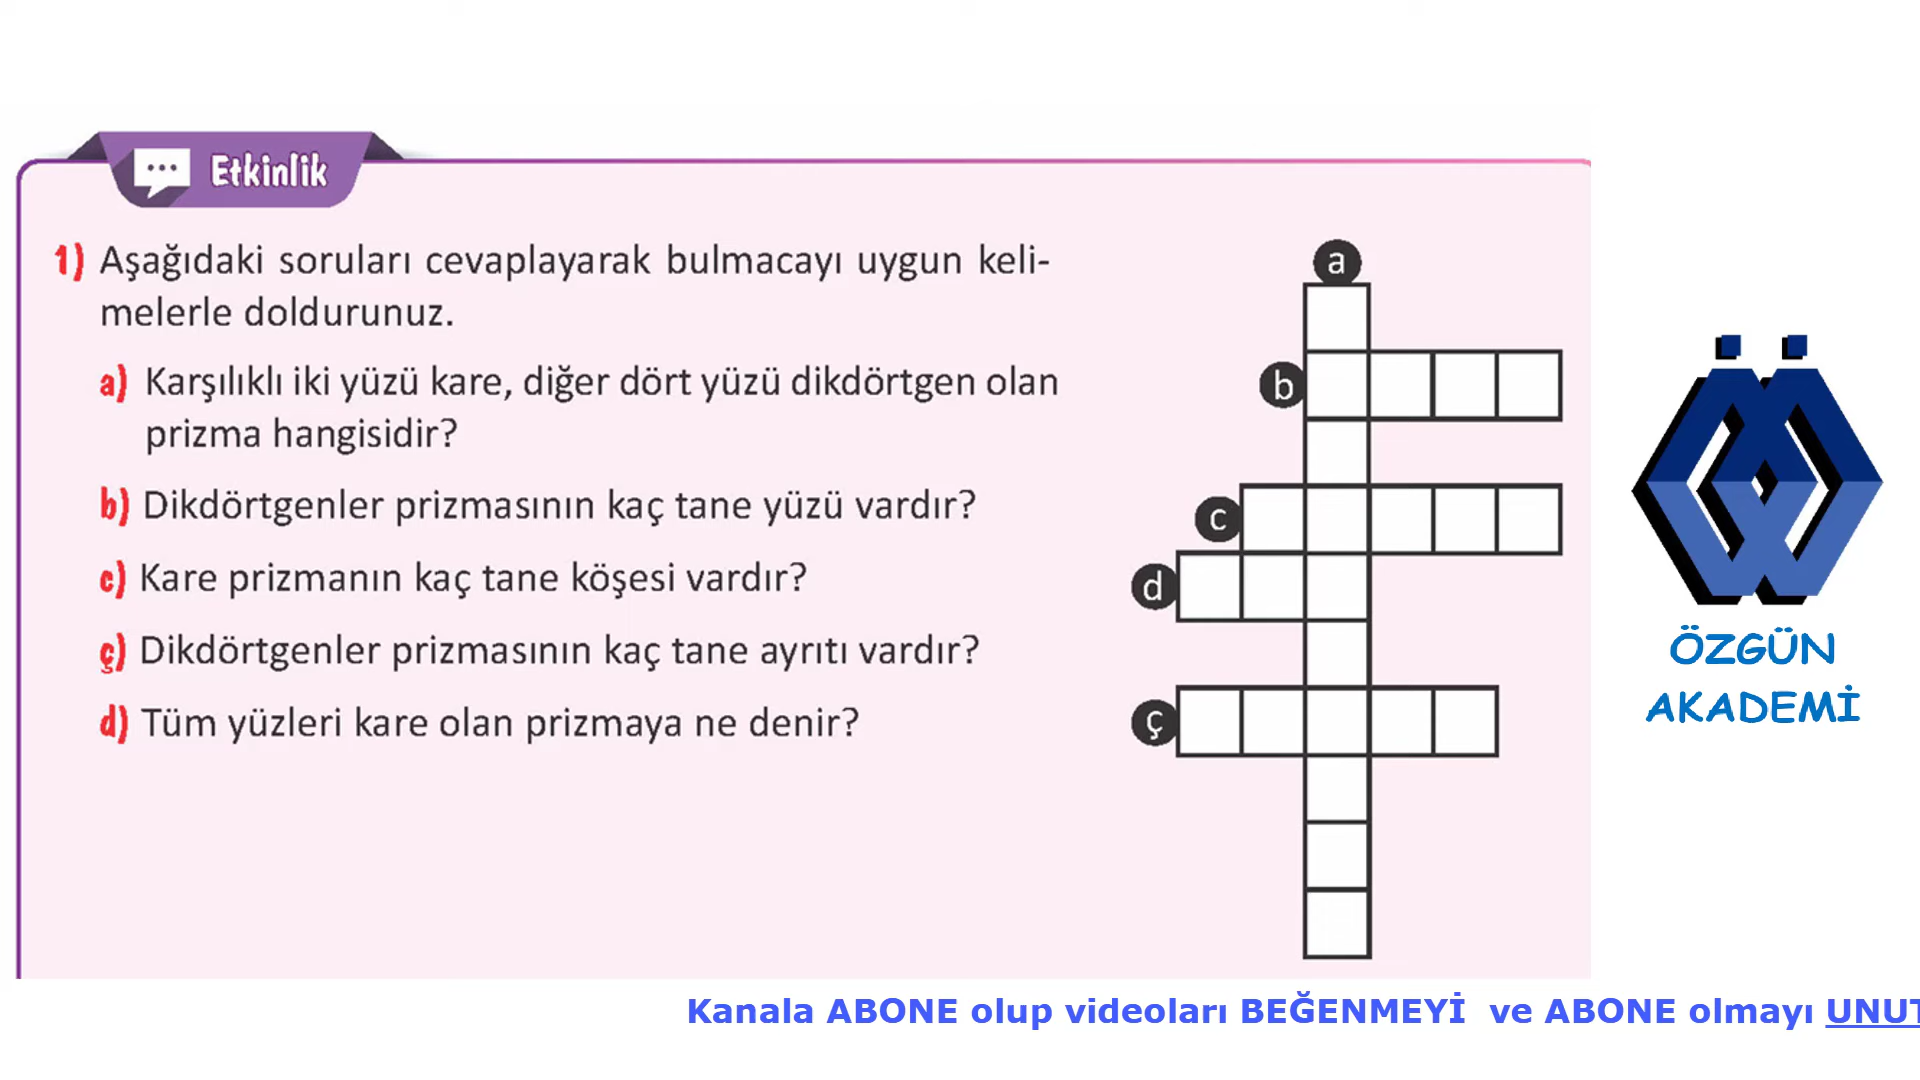 Etkinlik
1) Aşağıdaki soruları cevaplayarak bulmacayı uygun keli-
melerle doldurunuz.
a) Karşılıklı iki yüzü kare, diğer dört yüzü dikdörtgen olan
prizma hangisidir?
b) Dikdörtgenler prizmasının kaç tane yüzü vardır?
c) Kare prizmanın kaç tane köşesi vardır?
ç) Dikdörtgenler prizmasının kaç tane ayrıtı vardır?
d) Tüm yüzleri kare olan prizmaya ne denir?
a
b
c
d
ç
ÖZGÜN
AKADEMİ
Kanala ABONE olup videoları BEĞENMEYİ ve ABONE olmayı UNUT